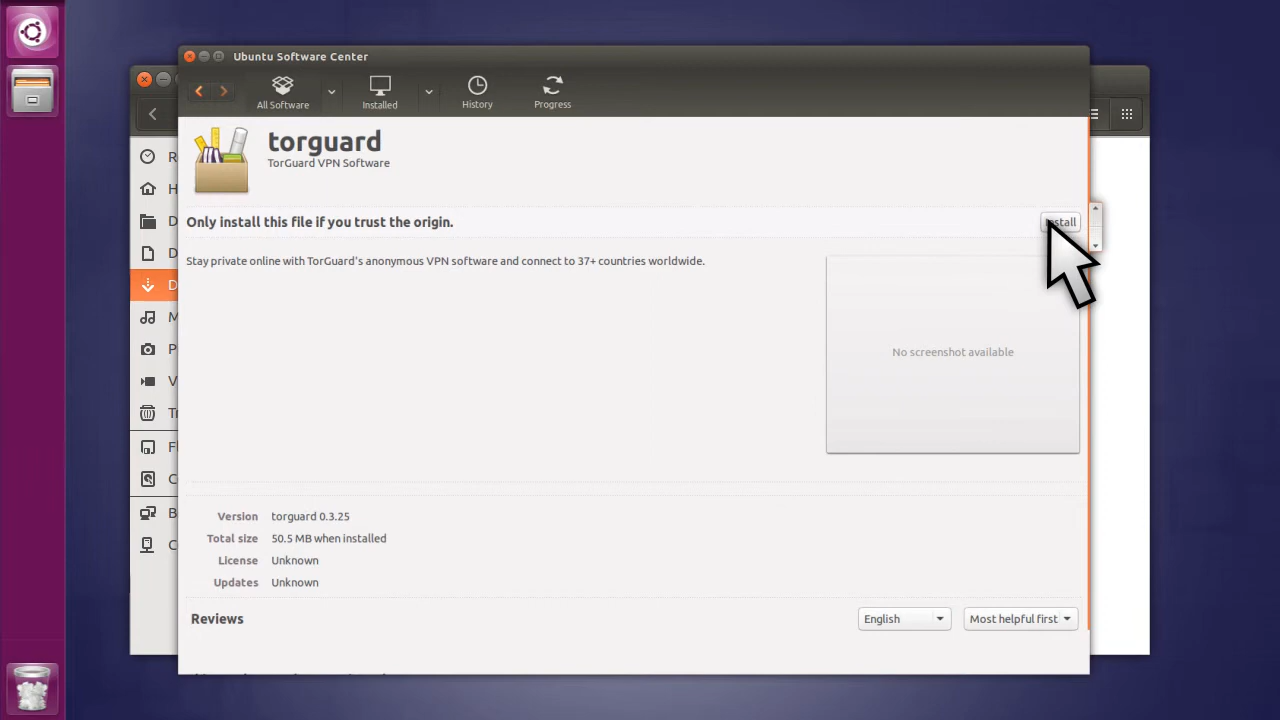 Ubuntu Software Center
All Software
Installed
History
Progress
torguard
TorGuard VPN Software
Only install this file if you trust the origin.
Install
Stay private online with TorGuard's anonymous VPN software and connect to 37+ countries worldwide.
No screenshot available
Version torguard 0.3.25
Total size 50.5 MB when installed
License Unknown
Updates Unknown
Reviews
English
Most helpful first